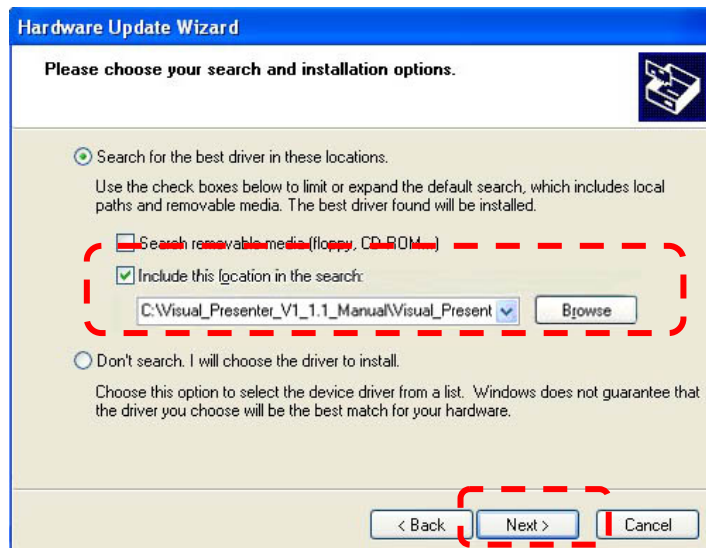 Hardware Update Wizard
Please choose your search and installation options.
Search for the best driver in these locations.
Use the check boxes below to limit or expand the default search, which includes local
paths and removable media. The best driver found will be installed.
Search removable media (floppy, CD-ROM...)
Include this location in the search:
C:\Visual_Presenter_V1_1.1_Manual\Visual_Present
Browse
Don't search. I will choose the driver to install.
Choose this option to select the device driver from a list. Windows does not guarantee that
the driver you choose will be the best match for your hardware.
< Back Next > Cancel